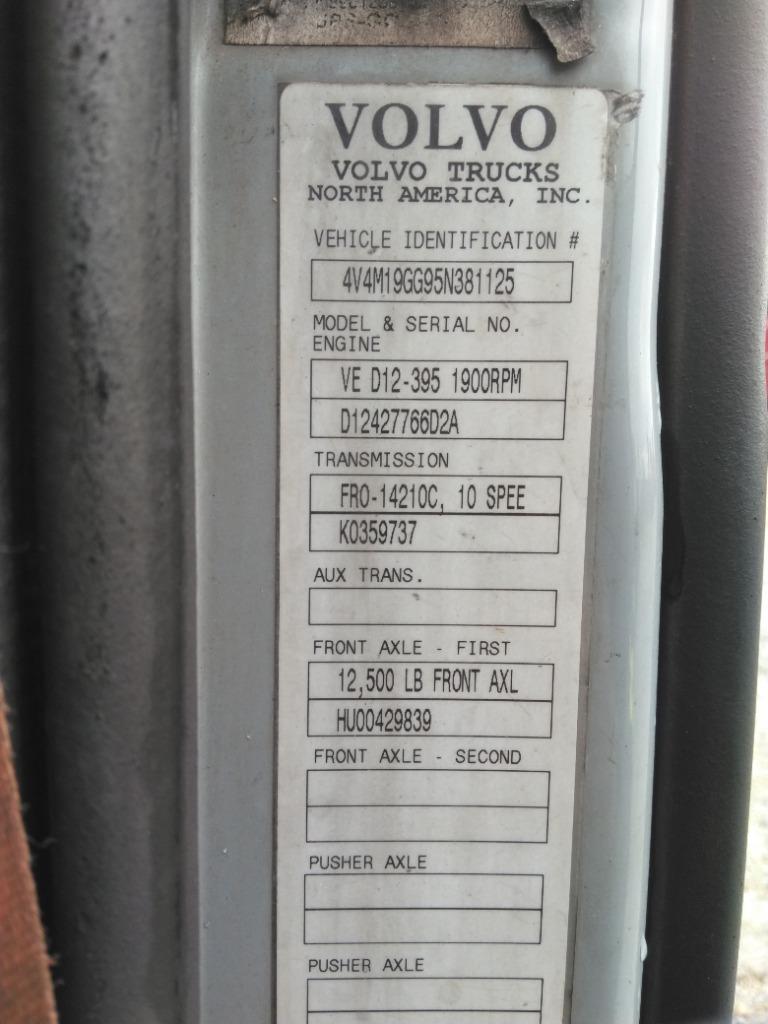 VOLVO
VOLVO TRUCKS
NORTH AMERICA, INC.
VEHICLE IDENTIFICATION #
4V4M19GG95N381125
MODEL & SERIAL NO.
ENGINE
VE D12-395 1900RPM
D12427766D2A
TRANSMISSION
FRO-14210C, 10 SPEE
K0359737
AUX TRANS.
FRONT AXLE - FIRST
12,500 LB FRONT AXL
HU00429839
FRONT AXLE - SECOND
PUSHER AXLE
PUSHER AXLE